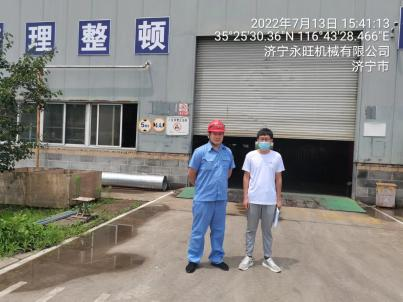 2022年7月13日 15:41:13
35°25′30.36″N 116°43′28.466″E
济宁永旺机械有限公司
济宁市
理 整顿
5